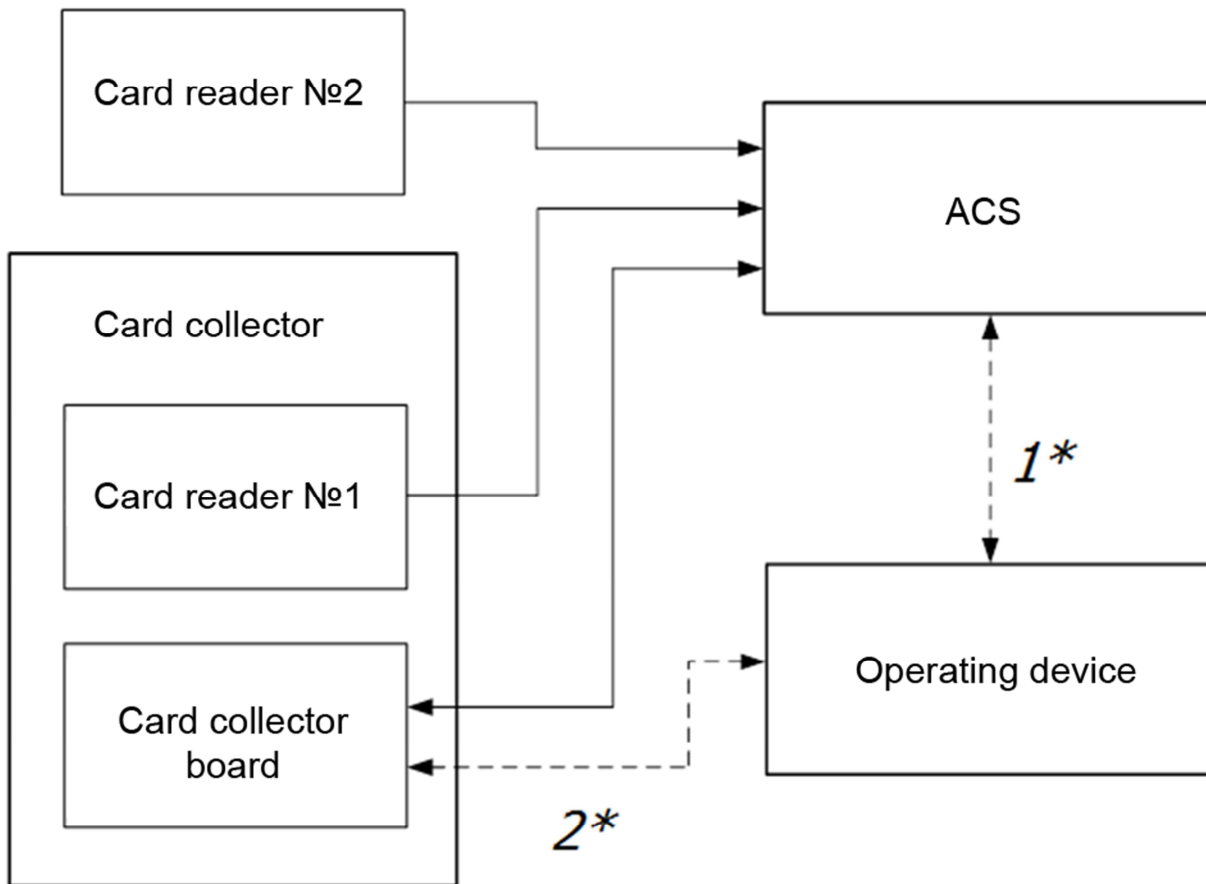 Card reader №2
ACS
Card collector
Card reader №1
1*
Operating device
Card collector
board
2*